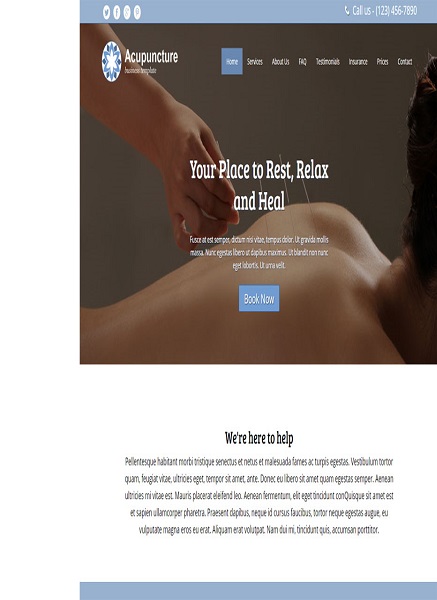 Call us - (123) 456-7890
Acupuncture
business template
Home Services About Us FAQ Testimonials Insurance Prices Contact
Your Place to Rest, Relax
and Heal
Fusce at est semper, dictum nisi vitae, tempus dolor. Ut gravida mollis
massa. Nunc egestas libero ut dapibus maximus. Ut blandit non nunc
eget lobortis. Ut urna velit.
Book Now
We're here to help
Pellentesque habitant morbi tristique senectus et netus et malesuada fames ac turpis egestas. Vestibulum tortor
quam, feugiat vitae, ultricies eget, tempor sit amet, ante. Donec eu libero sit amet quam egestas semper. Aenean
ultricies mi vitae est. Mauris placerat eleifend leo. Aenean fermentum, elit eget tincidunt conQuisque sit amet est
et sapien ullamcorper pharetra. Praesent dapibus, neque id cursus faucibus, tortor neque egestas augue, eu
vulputate magna eros eu erat. Aliquam erat volutpat. Nam dui mi, tincidunt quis, accumsan porttitor.